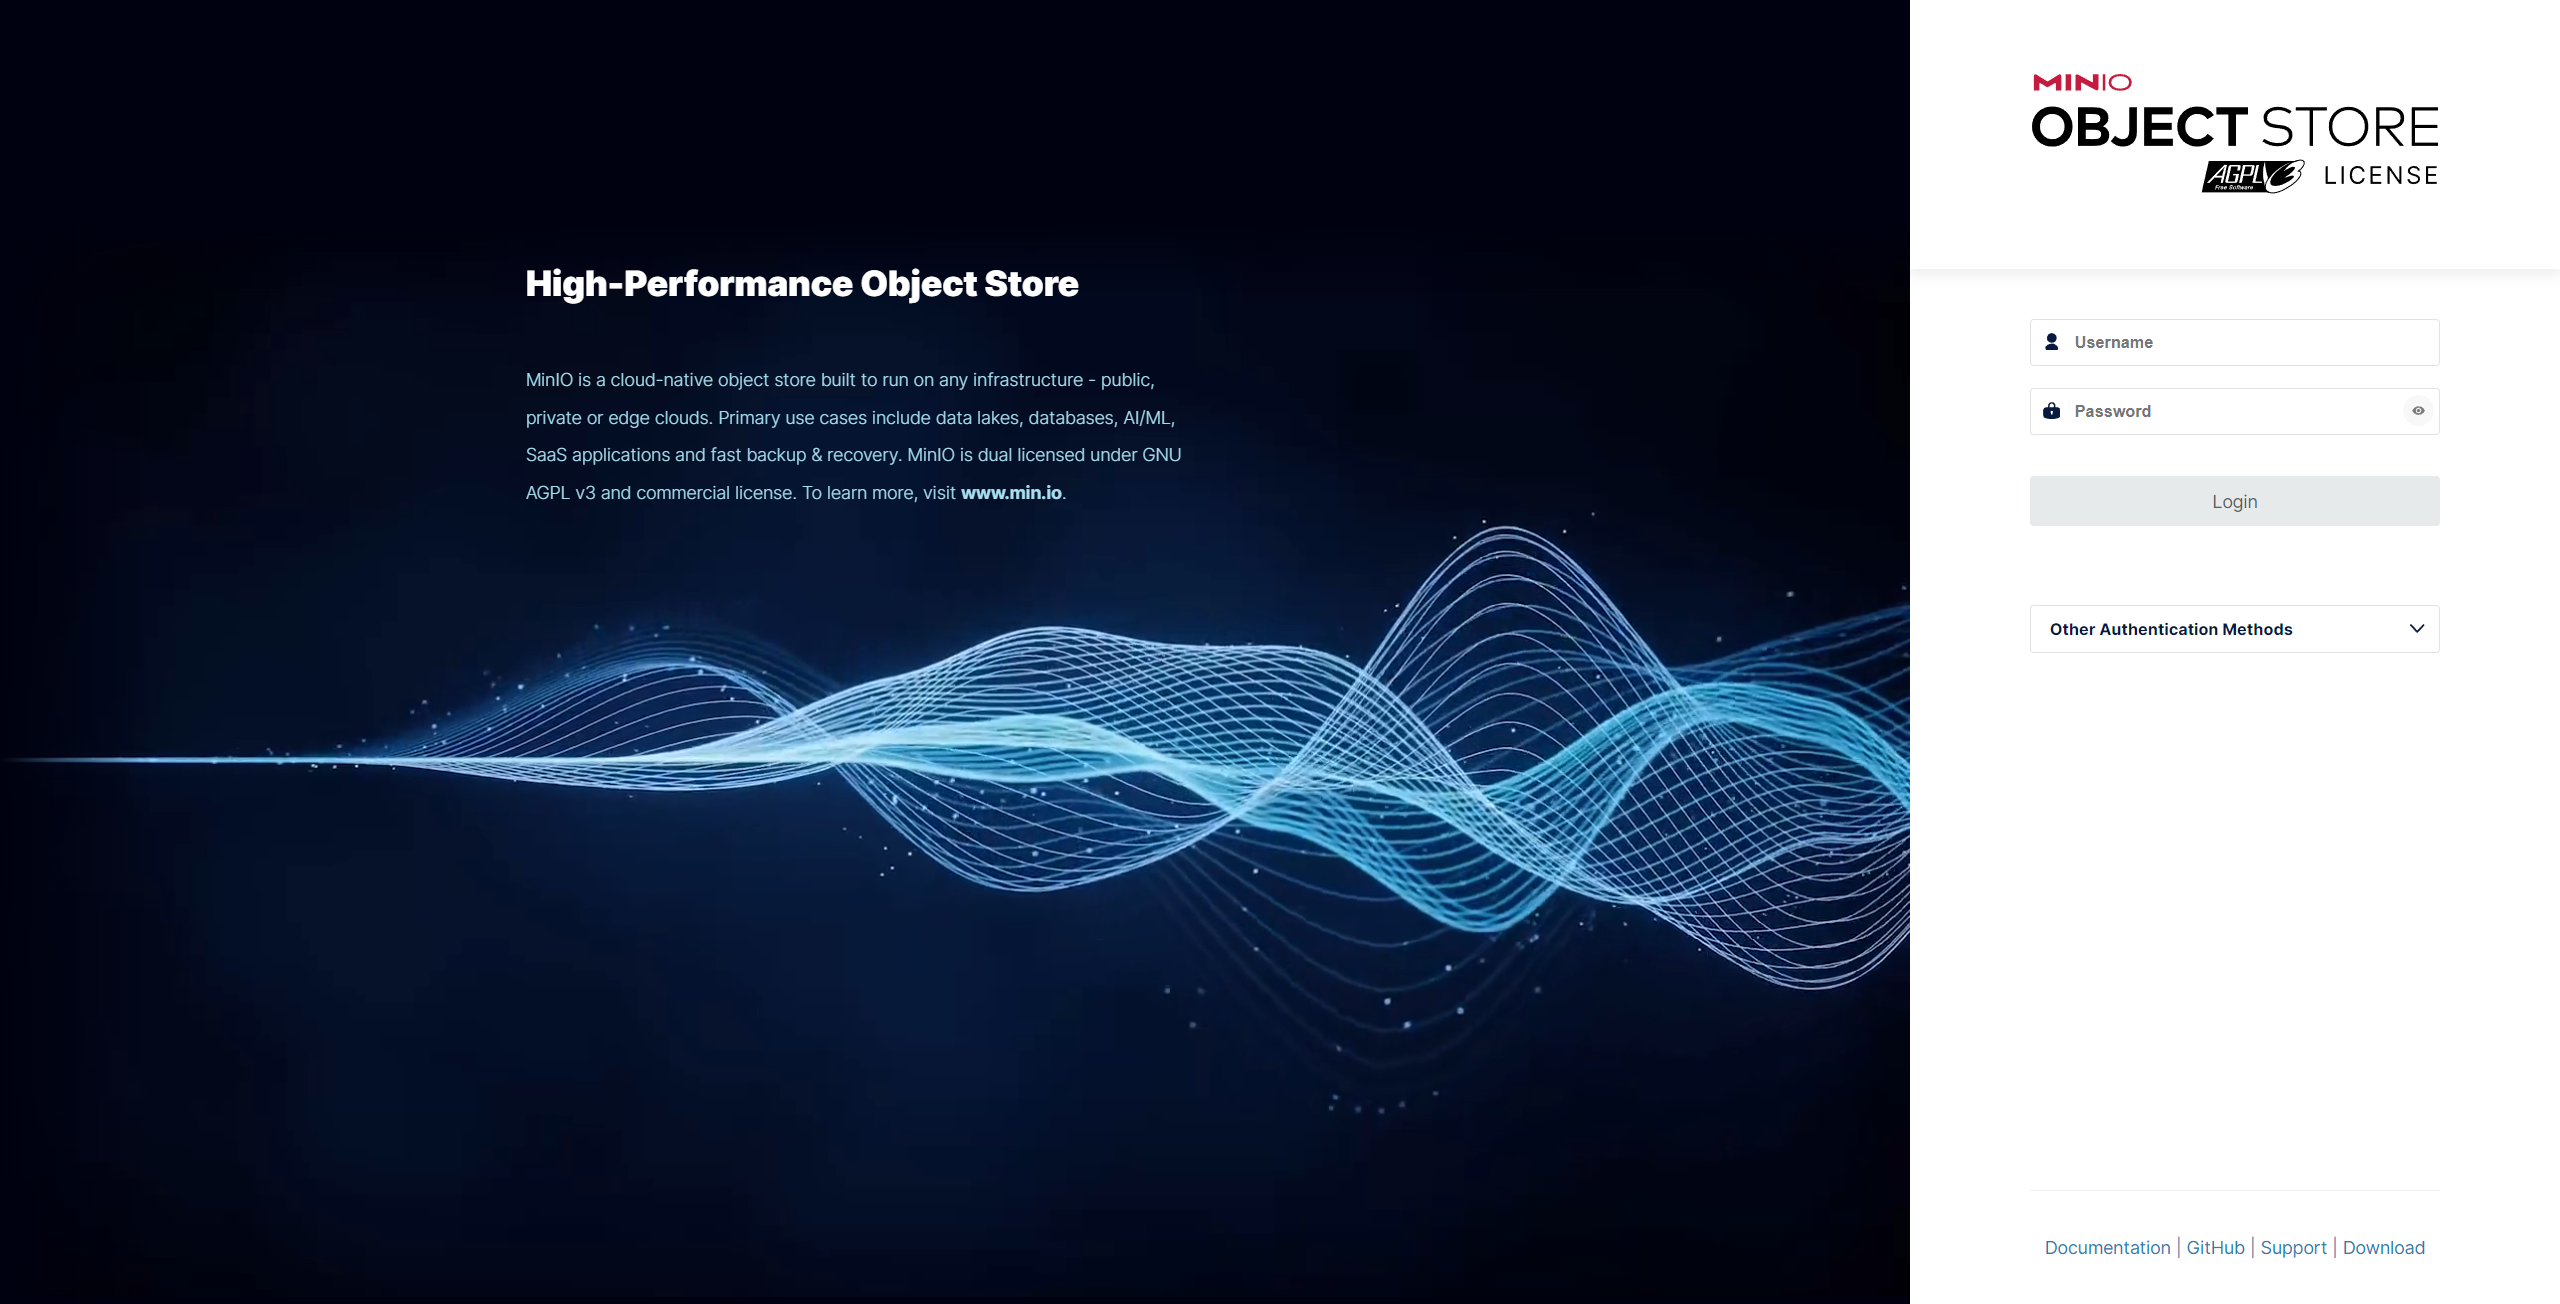 High-Performance Object Store
MinIO is a cloud-native object store built to run on any infrastructure - public,
private or edge clouds. Primary use cases include data lakes, databases, AI/ML,
SaaS applications and fast backup & recovery. MinIO is dual licensed under GNU
AGPL v3 and commercial license. To learn more, visit www.min.io.
MINIO
OBJECT STORE
AGPLv3 LICENSE
Free Software
Username
Password
Login
Other Authentication Methods
Documentation | GitHub | Support | Download